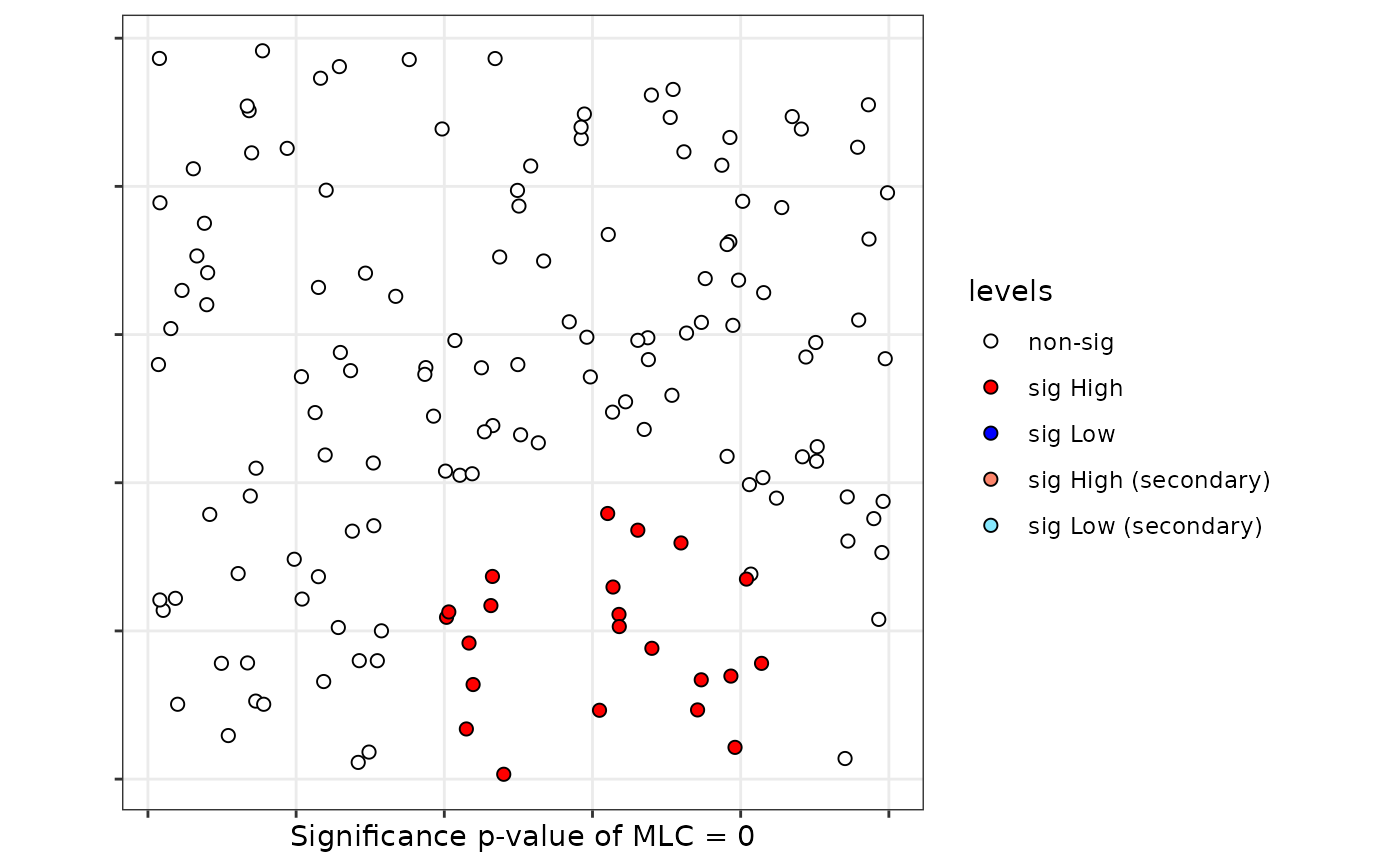 levels
non-sig
sig High
sig Low
sig High (secondary)
sig Low (secondary)
Significance p-value of MLC = 0